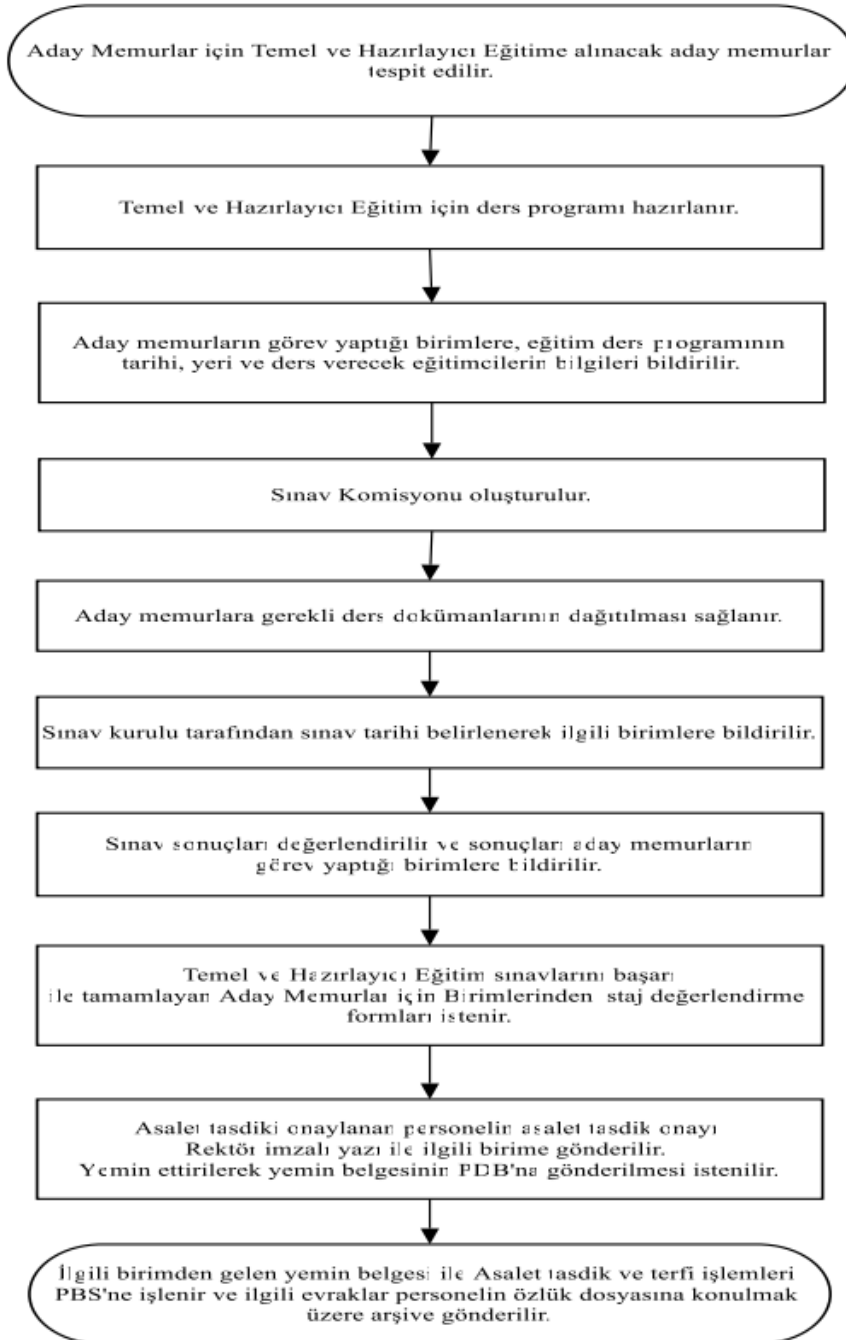 Aday Memurlar için Temel ve Hazırlayıcı Eğitime alınacak aday memurlar
tespit edilir.
Temel ve Hazırlayıcı Eğitim için ders programı hazırlanır.
Aday memurların görev yaptığı birimlere, eğitim ders programının
tarihi, yeri ve ders verecek eğitimcilerin bilgileri bildirilir.
Sınav Komisyonu oluşturulur.
Aday memurlara gerekli ders dokümanlarının dağıtılması sağlanır.
Sınav kurulu tarafından sınav tarihi belirlenerek ilgili birimlere bildirilir.
Sınav sonuçları değerlendirilir ve sonuçları aday memurların
görev yaptığı birimlere bildirilir.
Temel ve Hazırlayıcı Eğitim sınavlarını başarı
ile tamamlayan Aday Memurlar için Birimlerinden staj değerlendirme
formları istenir.
Asalet tasdiki onaylanan personelin asalet tasdik onayı
Rektör imzalı yazı ile ilgili birime gönderilir.
Yemin ettirilerek yemin belgesinin PDB'na gönderilmesi istenilir.
İlgili birimden gelen yemin belgesi ile Asalet tasdik ve terfi işlemleri
PBS'ne işlenir ve ilgili evraklar personelin özlük dosyasına konulmak
üzere arşive gönderilir.